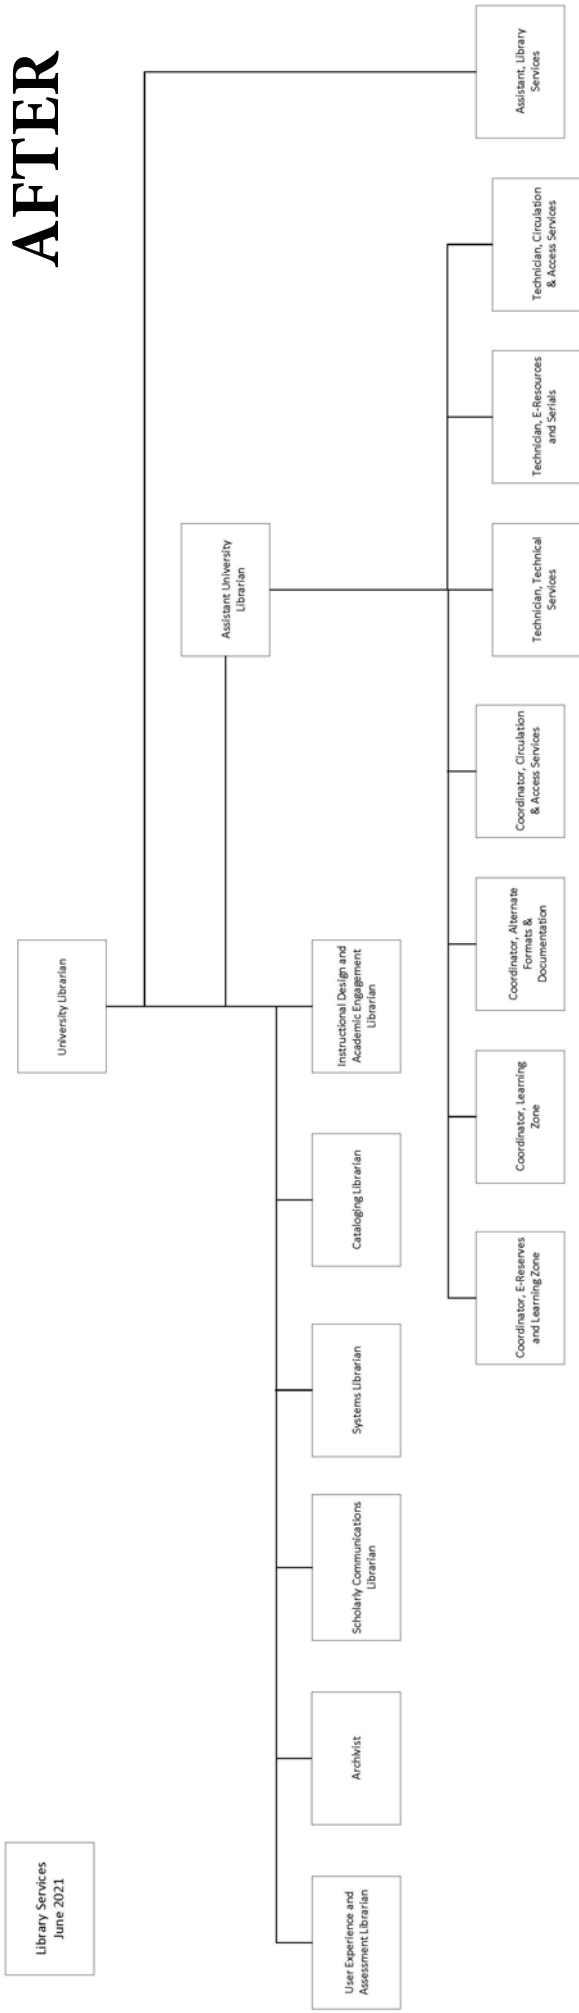 AFTER
Library Services
June 2021
University Librarian
Assistant University
Librarian
User Experience and
Assessment Librarian
Archivist
Scholarly Communications
Librarian
Systems Librarian
Cataloging Librarian
Instructional Design and
Academic Engagement
Librarian
Coordinator, E-Reserves
and Learning Zone
Coordinator, Learning
Zone
Coordinator, Alternate
Formats &
Documentation
Coordinator, Circulation
& Access Services
Technician, Technical
Services
Technician, E-Resources
and Serials
Technician, Circulation
& Access Services
Assistant, Library
Services